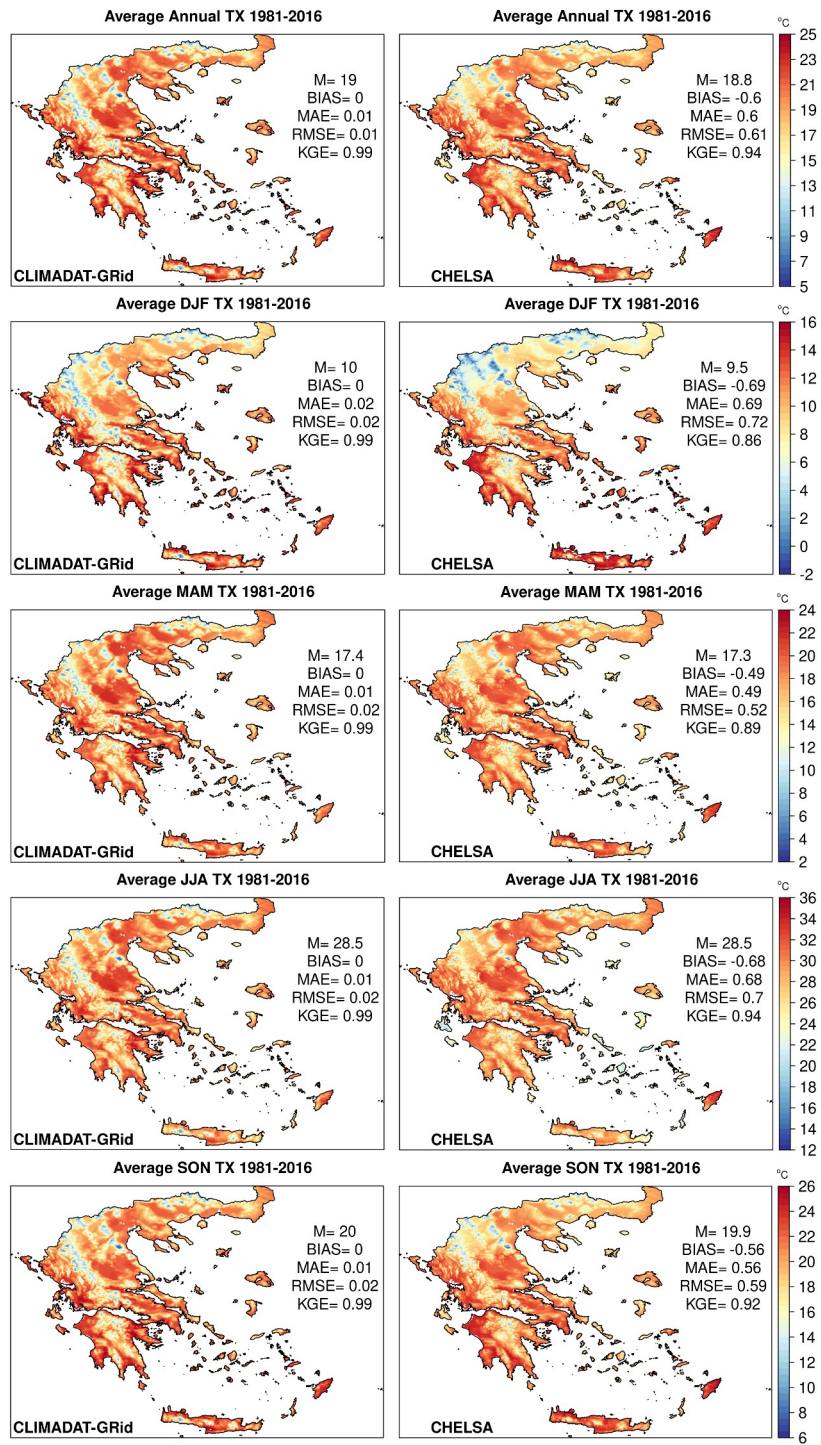 Average Annual TX 1981-2016
M= 19
BIAS= 0
MAE= 0.01
RMSE= 0.01
KGE= 0.99
CLIMADAT-GRid
Average Annual TX 1981-2016
M= 18.8
BIAS= -0.6
MAE= 0.6
RMSE= 0.61
KGE= 0.94
CHELSA
°C
25
23
21
19
17
15
13
11
9
7
5
Average DJF TX 1981-2016
M= 10
BIAS= 0
MAE= 0.02
RMSE= 0.02
KGE= 0.99
CLIMADAT-GRid
Average DJF TX 1981-2016
M= 9.5
BIAS= -0.69
MAE= 0.69
RMSE= 0.72
KGE= 0.86
CHELSA
°C
16
14
12
10
8
6
4
2
0
-2
Average MAM TX 1981-2016
M= 17.4
BIAS= 0
MAE= 0.01
RMSE= 0.02
KGE= 0.99
CLIMADAT-GRid
Average MAM TX 1981-2016
M= 17.3
BIAS= -0.49
MAE= 0.49
RMSE= 0.52
KGE= 0.89
CHELSA
°C
24
22
20
18
16
14
12
10
8
6
4
2
Average JJA TX 1981-2016
M= 28.5
BIAS= 0
MAE= 0.01
RMSE= 0.02
KGE= 0.99
CLIMADAT-GRid
Average JJA TX 1981-2016
M= 28.5
BIAS= -0.68
MAE= 0.68
RMSE= 0.7
KGE= 0.94
CHELSA
°C
36
34
32
30
28
26
24
22
20
18
16
14
12
Average SON TX 1981-2016
M= 20
BIAS= 0
MAE= 0.01
RMSE= 0.02
KGE= 0.99
CLIMADAT-GRid
Average SON TX 1981-2016
M= 19.9
BIAS= -0.56
MAE= 0.56
RMSE= 0.59
KGE= 0.92
CHELSA
°C
26
24
22
20
18
16
14
12
10
8
6